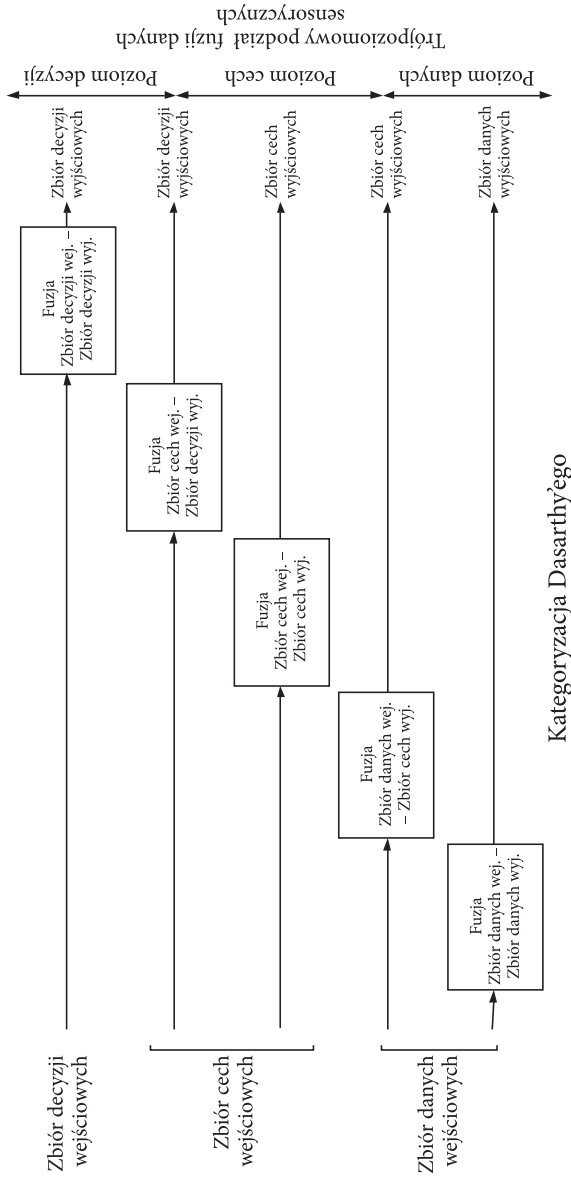 Zbiór decyzji
wejściowych
Fuzja
Zbiór decyzji wej. –
Zbiór decyzji wyj.
Zbiór decyzji
wyjściowych
Poziom decyzji
Zbiór cech
wejściowych
Fuzja
Zbiór cech wej. –
Zbiór decyzji wyj.
Zbiór decyzji
wyjściowych
Fuzja
Zbiór cech wej. –
Zbiór cech wyj.
Zbiór cech
wyjściowych
Poziom cech
Zbiór danych
wejściowych
Fuzja
Zbiór danych wej.
– Zbiór cech wyj.
Zbiór cech
wyjściowych
Fuzja
Zbiór danych wej. –
Zbiór danych wyj.
Zbiór danych
wyjściowych
Poziom danych
Trójpoziomowy podział fuzji danych
sensorycznych
Kategoryzacja Dasarthy'ego